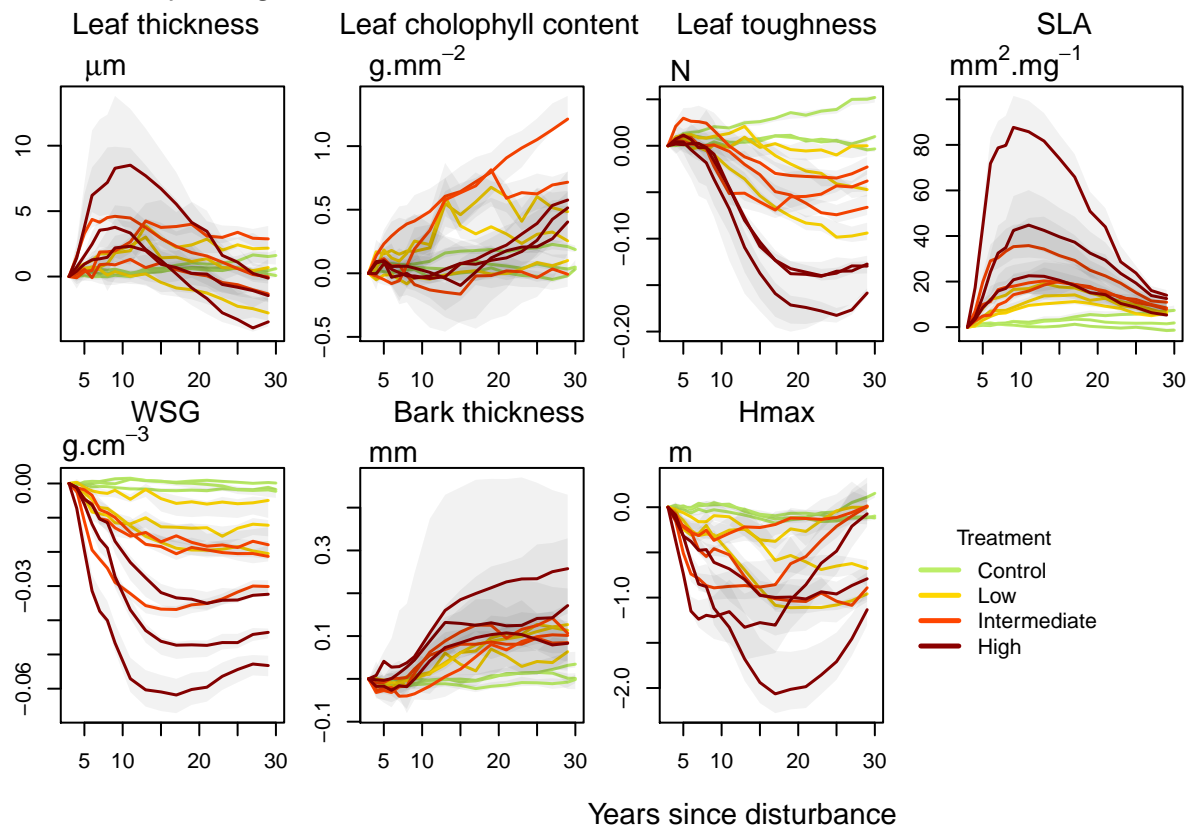 Leaf thickness
Leaf cholophyll content
Leaf toughness
SLA
μm
g.mm−2
N
mm2.mg−1
0 5 10
−0.5 0.0 0.5 1.0
−0.20 −0.10 0.00
0 20 40 60 80
5 10 20 30
5 10 20 30
5 10 20 30
5 10 20 30
WSG
Bark thickness
Hmax
g.cm−3
mm
m
−0.06 −0.03 0.00
−0.1 0.1 0.3
−2.0 −1.0 0.0
Treatment
Control
Low
Intermediate
High
5 10 20 30
5 10 20 30
5 10 20 30
Years since disturbance